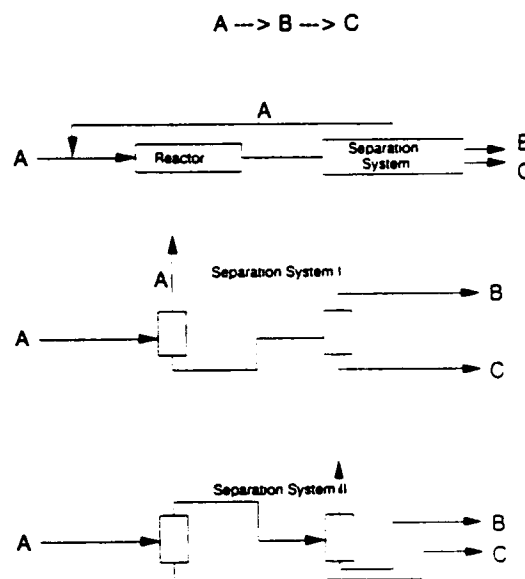 A ---> B ---> C
A
A
Reactor
Separation
System
B
C
A
Separation System I
B
A
C
Separation System II
A
B
C